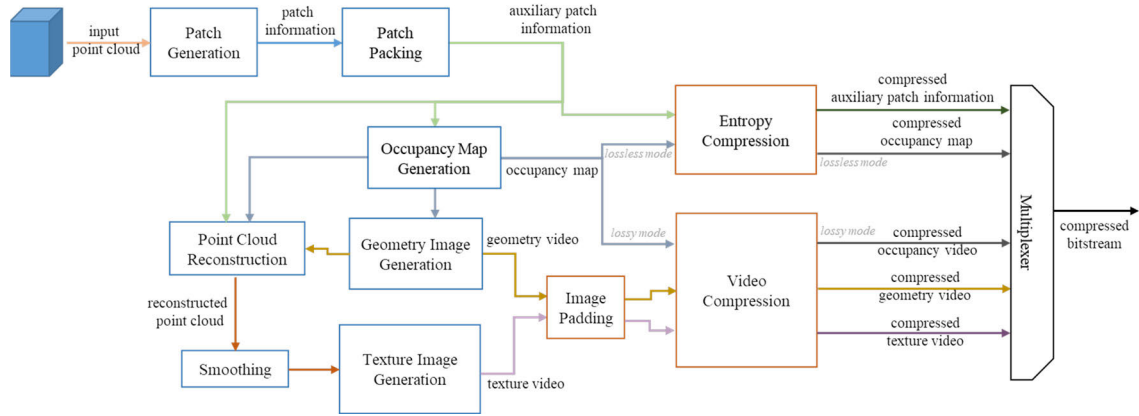 input
point cloud
Patch
Generation
patch
information
Patch
Packing
auxiliary patch
information
Entropy
Compression
compressed
auxiliary patch information
compressed
occupancy map
lossless mode
Occupancy Map
Generation
occupancy map
lossless mode
lossy mode
Point Cloud
Reconstruction
Geometry Image
Generation
geometry video
Image
Padding
Video
Compression
lossy mode
compressed
occupancy video
compressed
geometry video
compressed
texture video
Multiplexer
compressed
bitstream
reconstructed
point cloud
Smoothing
Texture Image
Generation
texture video